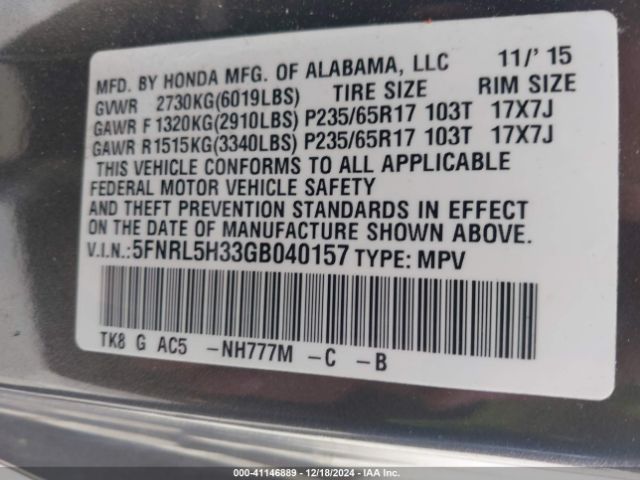 MFD. BY HONDA MFG. OF ALABAMA, LLC 11/' 15
GVWR 2730KG(6019LBS) TIRE SIZE RIM SIZE
GAWR F 1320KG(2910LBS) P235/65R17 103T 17X7J
GAWR R1515KG(3340LBS) P235/65R17 103T 17X7J
THIS VEHICLE CONFORMS TO ALL APPLICABLE
FEDERAL MOTOR VEHICLE SAFETY
AND THEFT PREVENTION STANDARDS IN EFFECT
ON THE DATE OF MANUFACTURE SHOWN ABOVE.
V.I.N.:5FNRL5H33GB040157 TYPE: MPV
TK8 G AC5 -NH777M -C -B
000-41146889 - 12/18/2024 - IAA Inc.